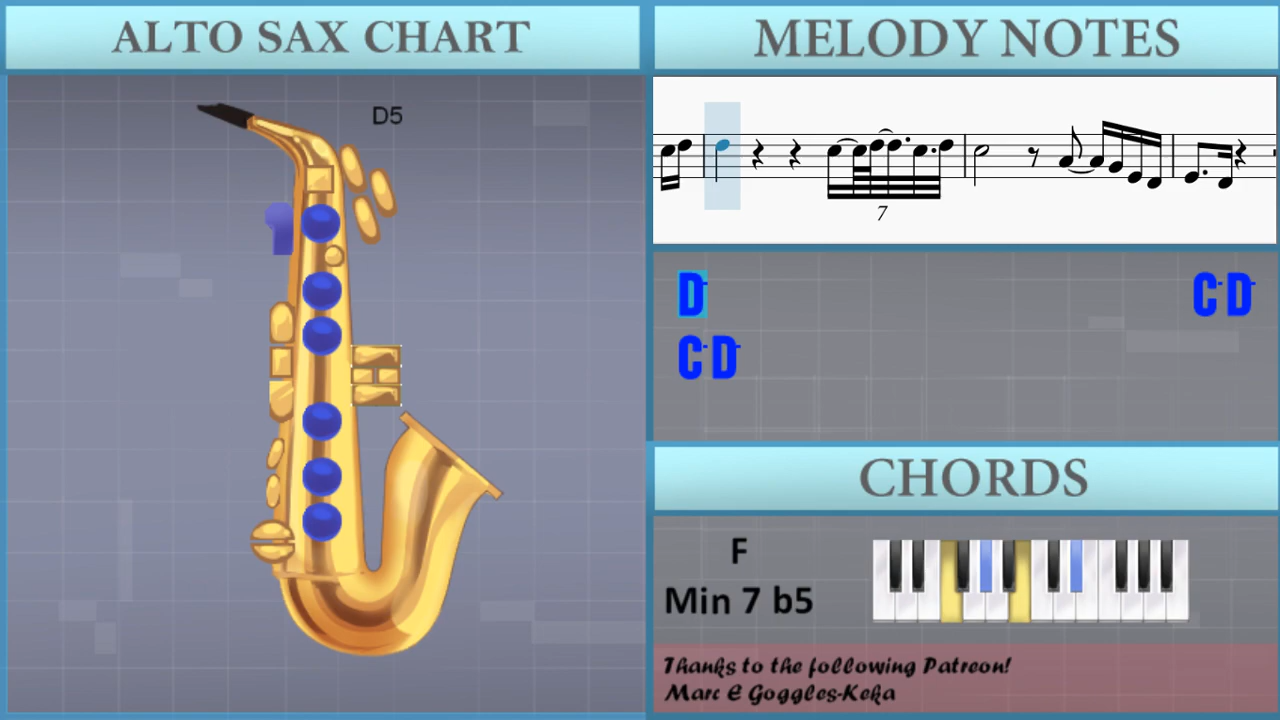 ALTO SAX CHART
MELODY NOTES
D5
7
D-
C-D-
C-D-
CHORDS
F
Min 7 b5
Thanks to the following Patreon!
Marc E Goggles-Keka